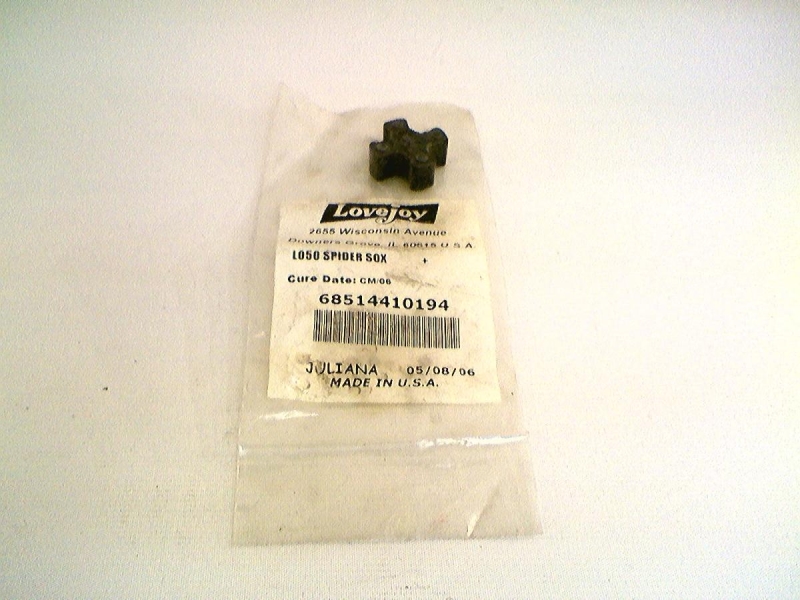 Lovejoy
2655 Wisconsin Avenue
Downers Grove, IL 60515 U.S.A.
L050 SPIDER SOX
Cure Date: CM/06
68514410194
JULIANA 05/08/06
MADE IN U.S.A.